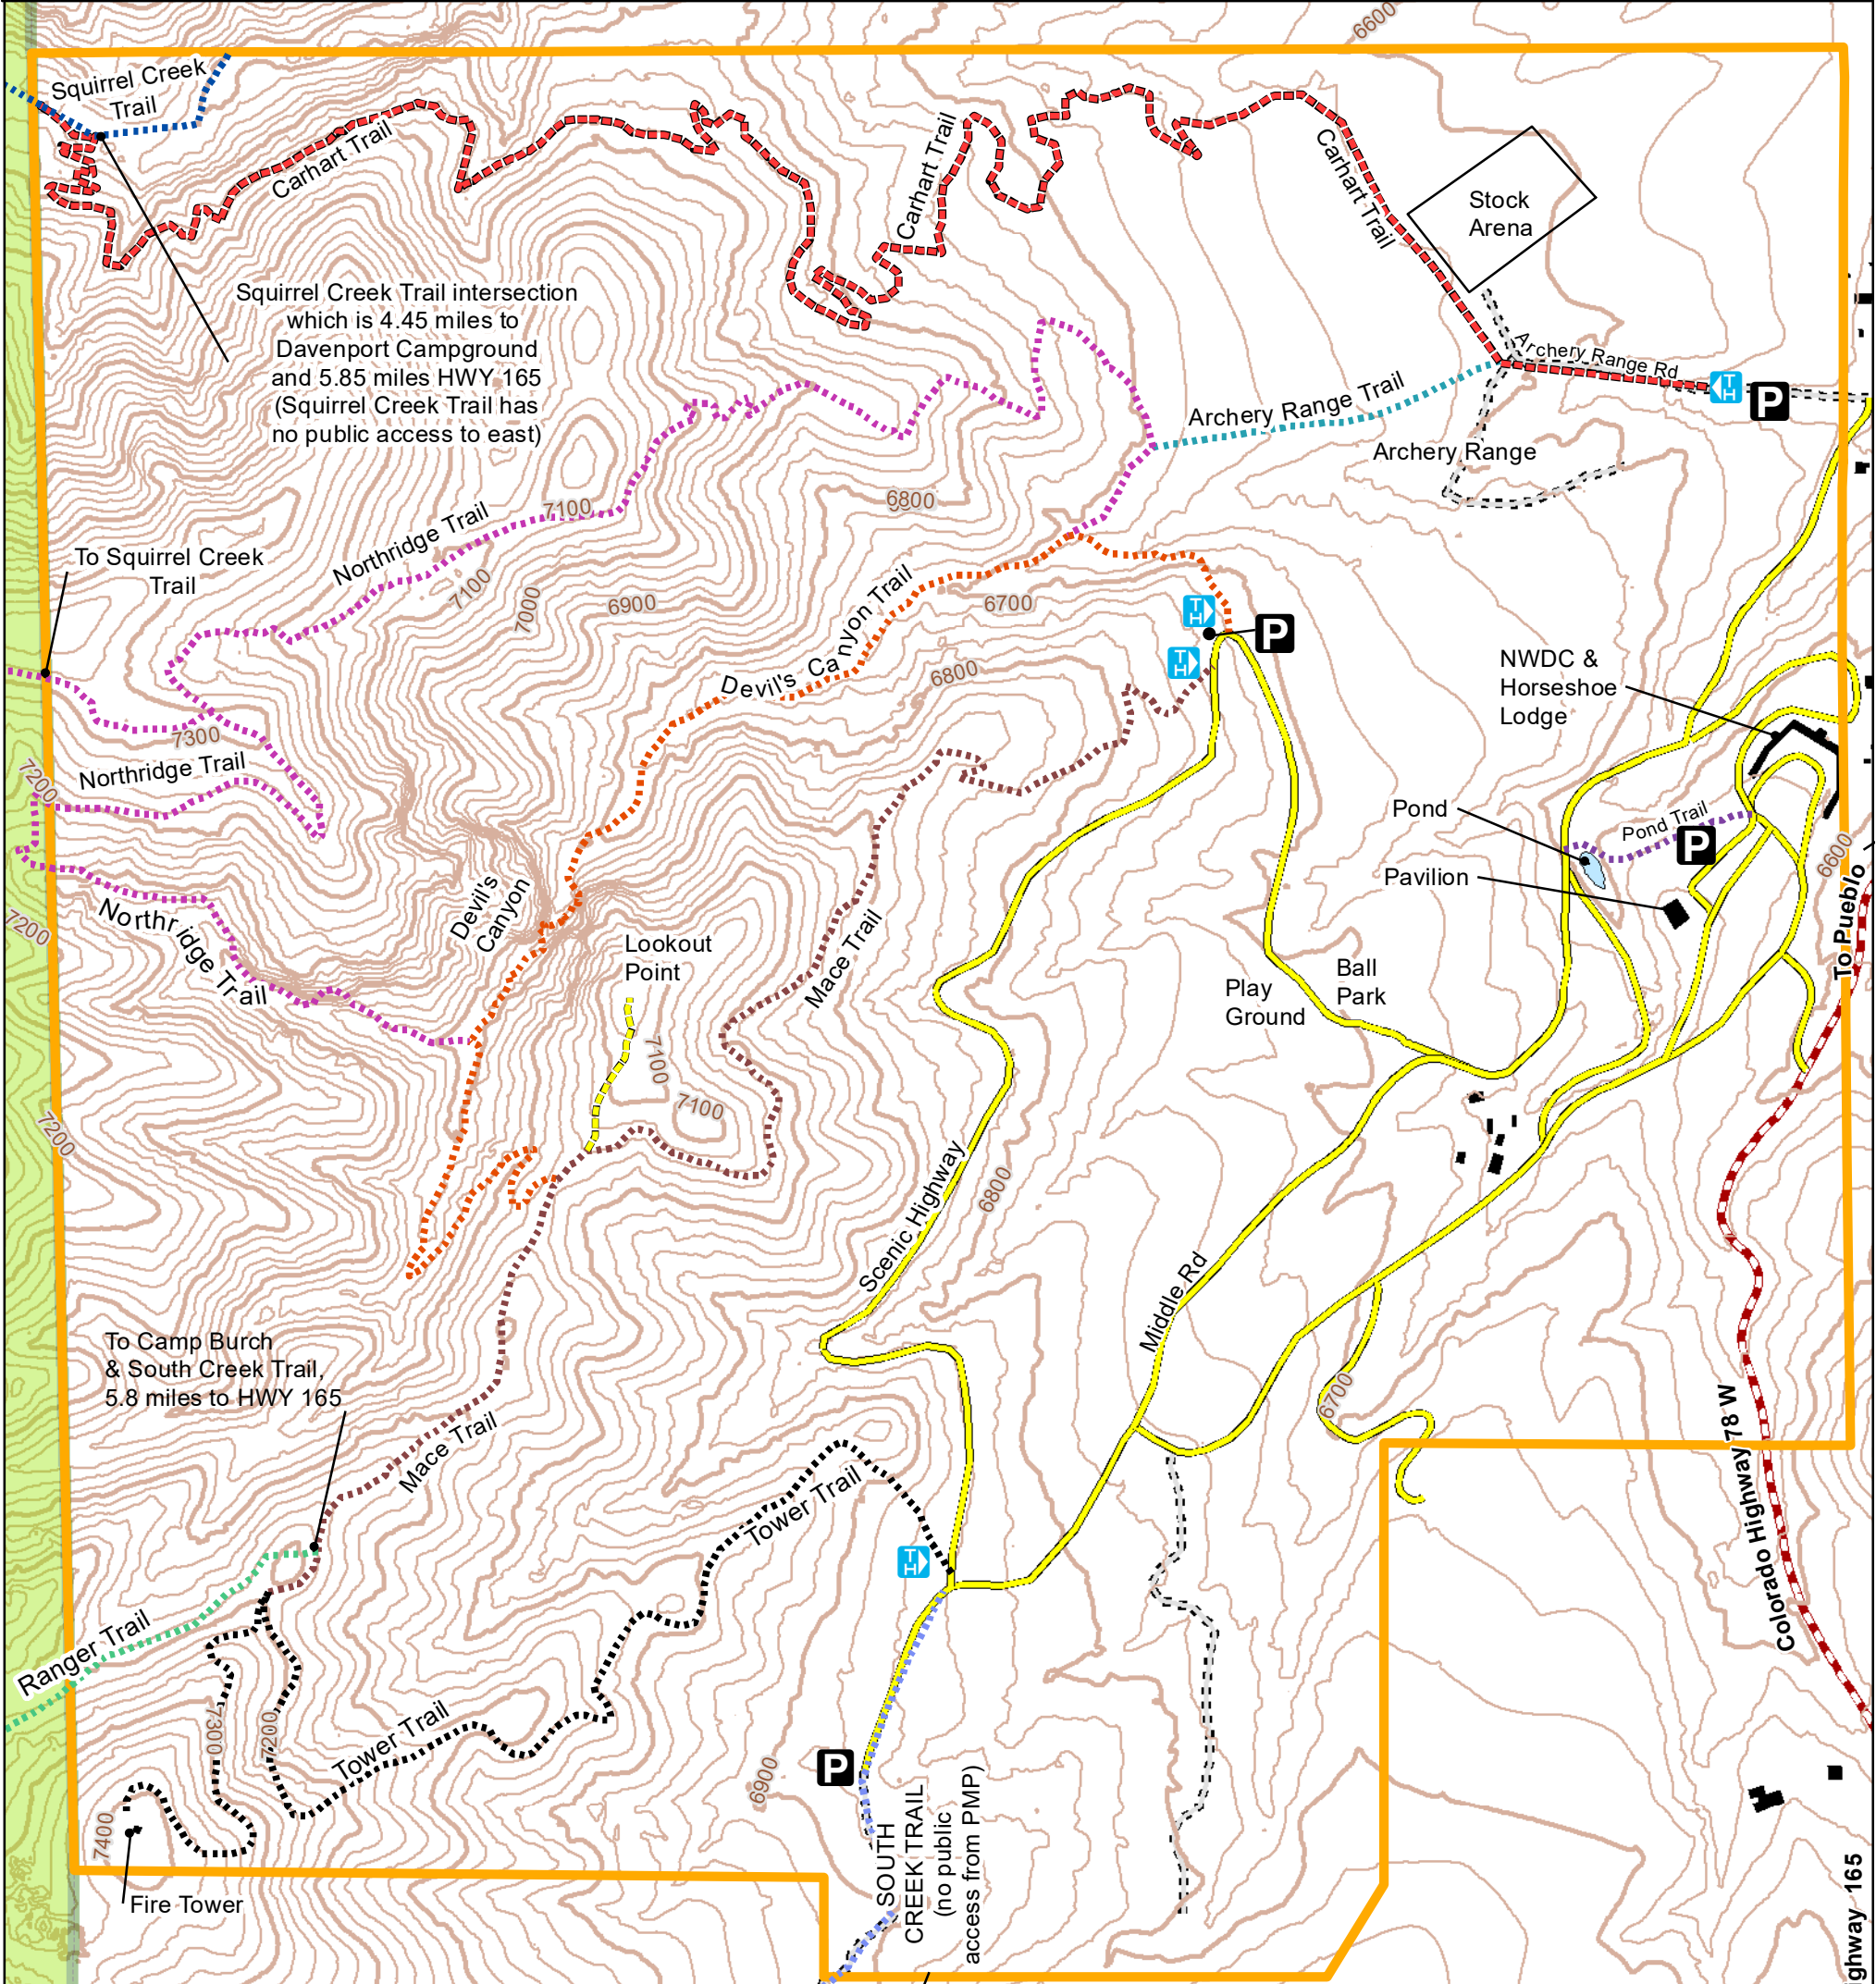 6600
Squirrel Creek
Trail
Carhart Trail
Carhart Trail
Carhart Trail
Stock
Arena
Squirrel Creek Trail intersection
which is 4.45 miles to
Davenport Campground
and 5.85 miles HWY 165
(Squirrel Creek Trail has
no public access to east)
Archery Range Rd
TH
P
Archery Range Trail
Archery Range
7100
6800
Northridge Trail
To Squirrel Creek
Trail
7100
7000
6900
6700
Devil's Canyon Trail
TH
P
TH
6800
NWDC &
Horseshoe
Lodge
7300
7200
Northridge Trail
Pond
Pond Trail
P
6600
Pavilion
To Pueblo
7200
Northridge Trail
Devil's
Canyon
Lookout
Point
Mace Trail
Ball
Park
Play
Ground
7100
7100
7200
Scenic Highway
6800
Middle Rd
To Camp Burch
& South Creek Trail,
5.8 miles to HWY 165
6700
Colorado Highway 78 W
Mace Trail
Tower Trail
TH
Ranger Trail
7300
7200
Tower Trail
6900
P
SOUTH
CREEK TRAIL
(no public
access from PMP)
7400
Fire Tower
ghway 165